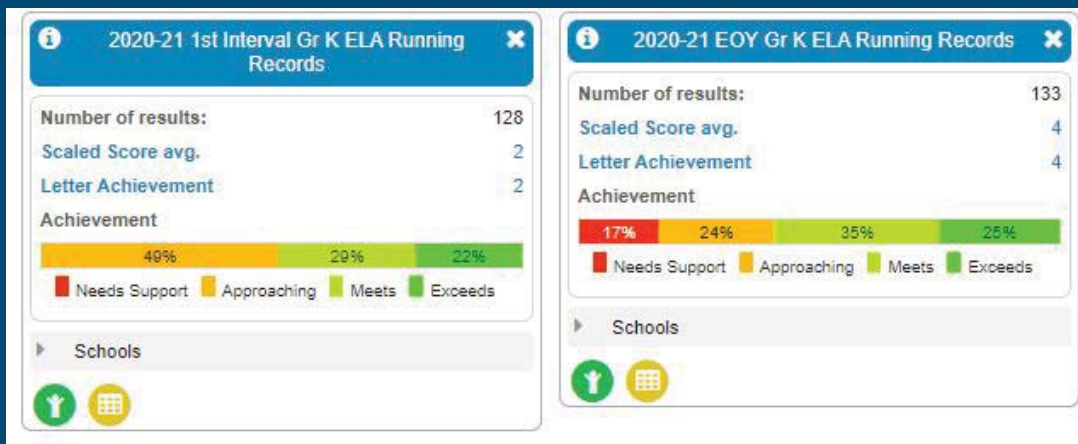 2020-21 1st Interval Gr K ELA Running
Records
Number of results: 128
Scaled Score avg. 2
Letter Achievement 2
Achievement
49% 29% 22%
Needs Support Approaching Meets Exceeds
Schools
2020-21 EOY Gr K ELA Running Records
Number of results: 133
Scaled Score avg. 4
Letter Achievement 4
Achievement
17% 24% 35% 25%
Needs Support Approaching Meets Exceeds
Schools